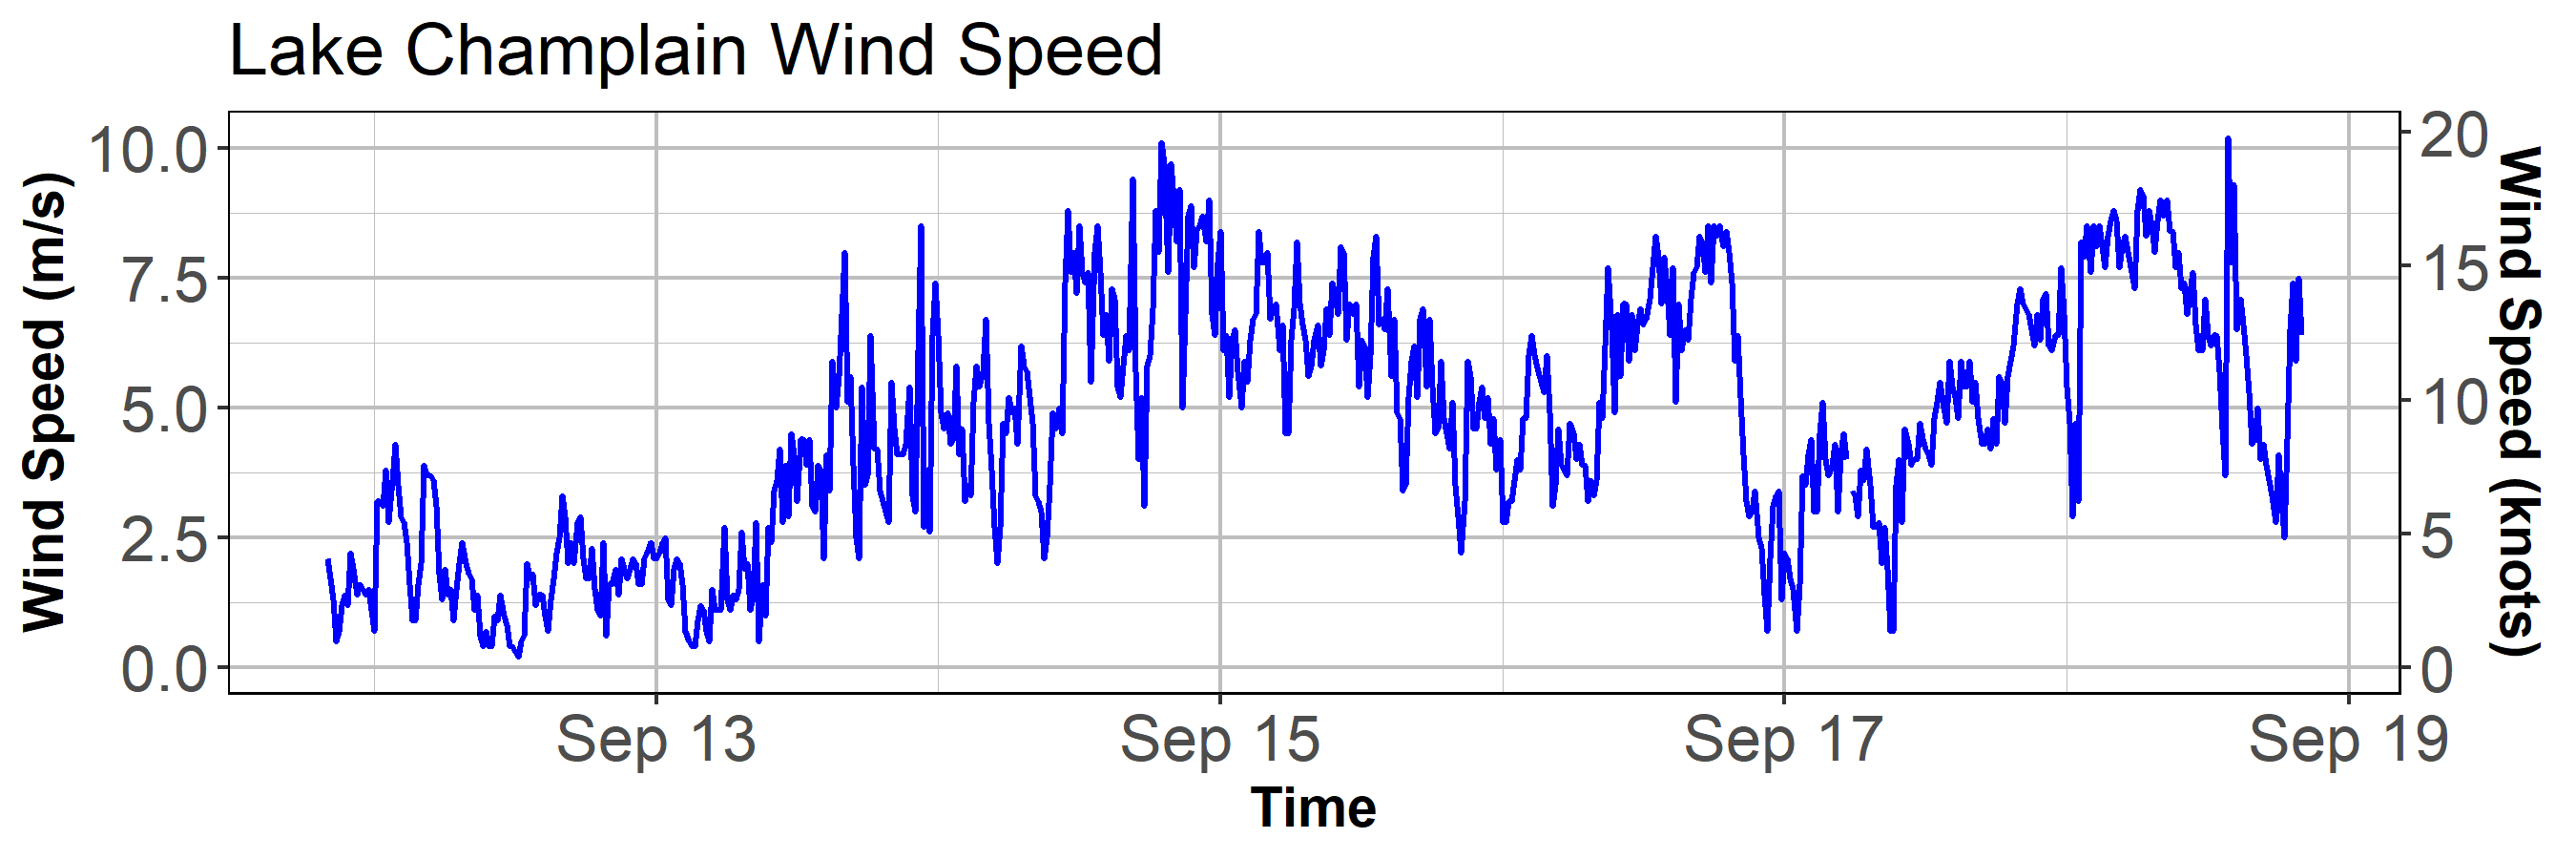 Lake Champlain Wind Speed
Wind Speed (m/s)
10.0
7.5
5.0
2.5
0.0
20
15
10
5
0
Wind Speed (knots)
Sep 13
Sep 15
Sep 17
Sep 19
Time